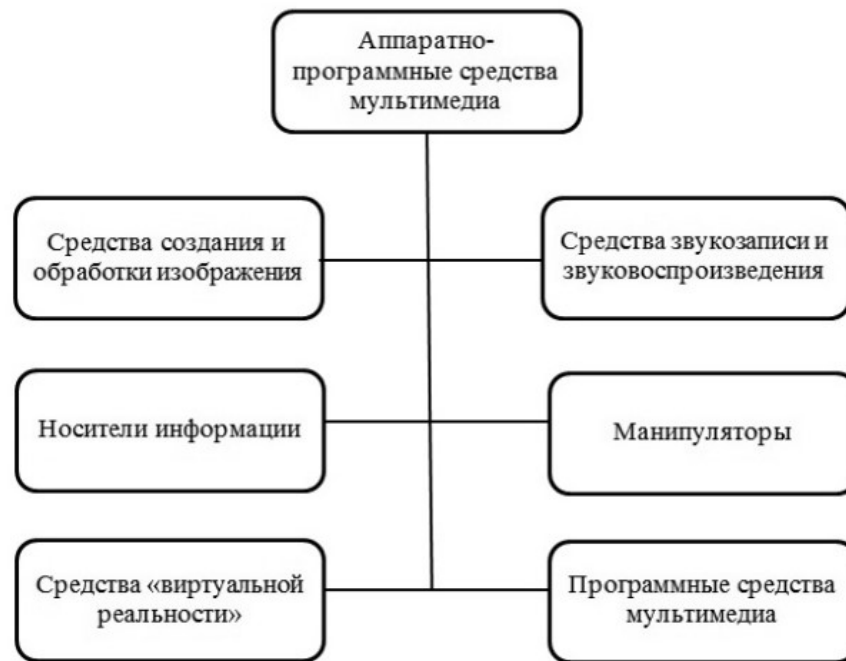 Аппаратно-
программные средства
мультимедиа
Средства создания и
обработки изображения
Средства звукозаписи и
звуковоспроизведения
Носители информации
Манипуляторы
Средства «виртуальной
реальности»
Программные средства
мультимедиа